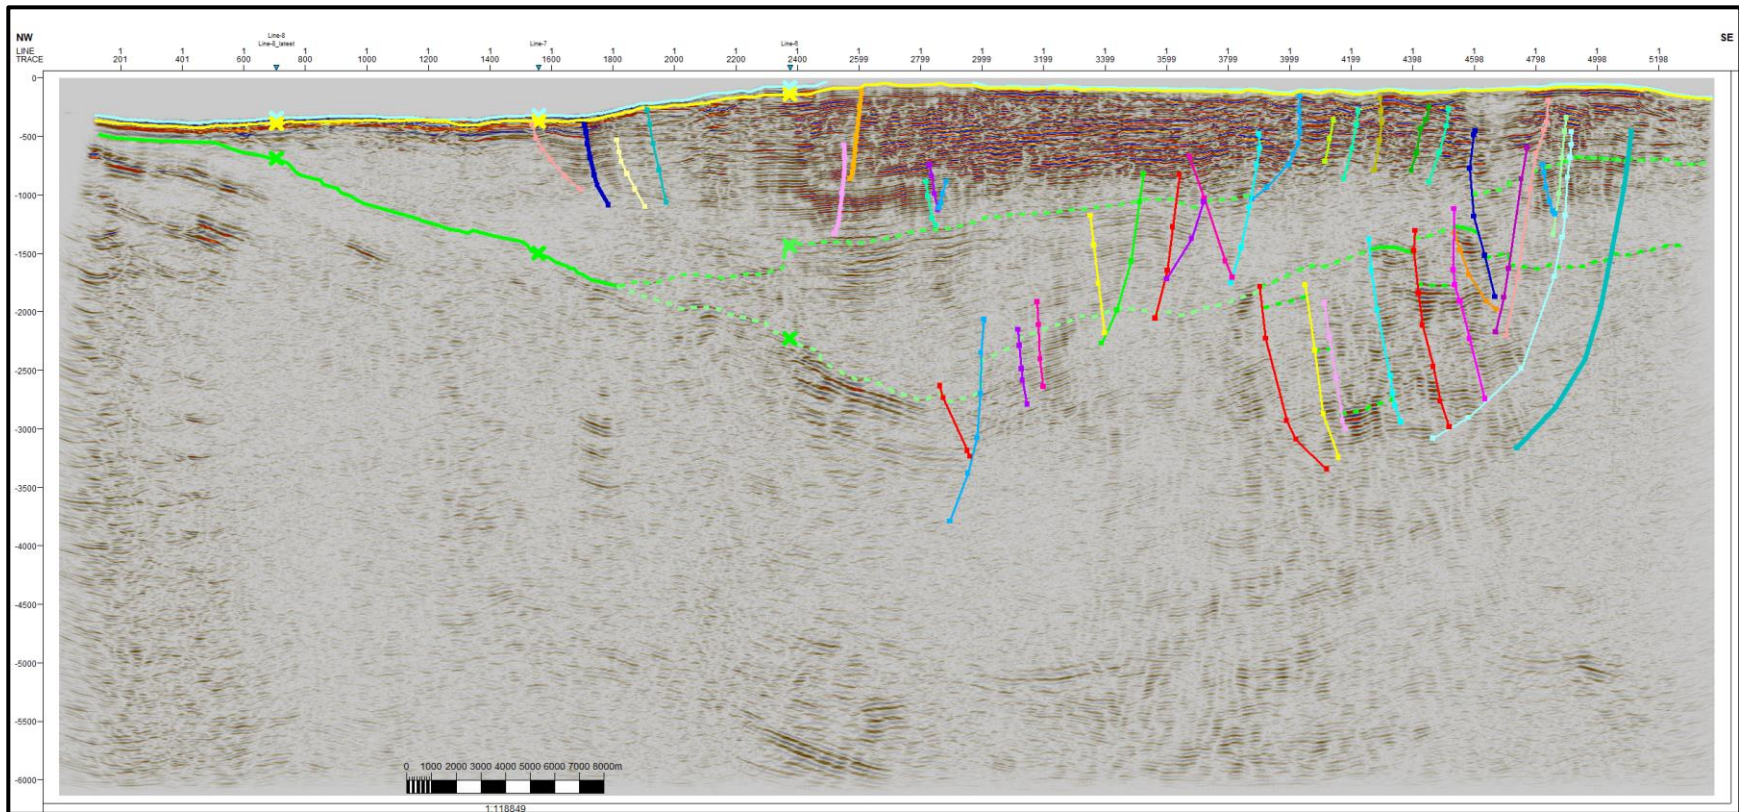 NW
SE
Line-8
Line-8_latest
Line-7
Line-6
LINE 1 1 1 1 1 1 1 1 1 1 1 1 1 1 1 1 1 1 1 1 1 1 1 1 1 1
TRACE 201 401 600 800 1000 1200 1400 1600 1800 2000 2200 2400 2599 2799 2999 3199 3399 3599 3799 3999 4199 4398 4598 4798 4998 5198
0
-500
-1000
-1500
-2000
-2500
-3000
-3500
-4000
-4500
-5000
-5500
-6000
0 1000 2000 3000 4000 5000 6000 7000 8000m
1:118849